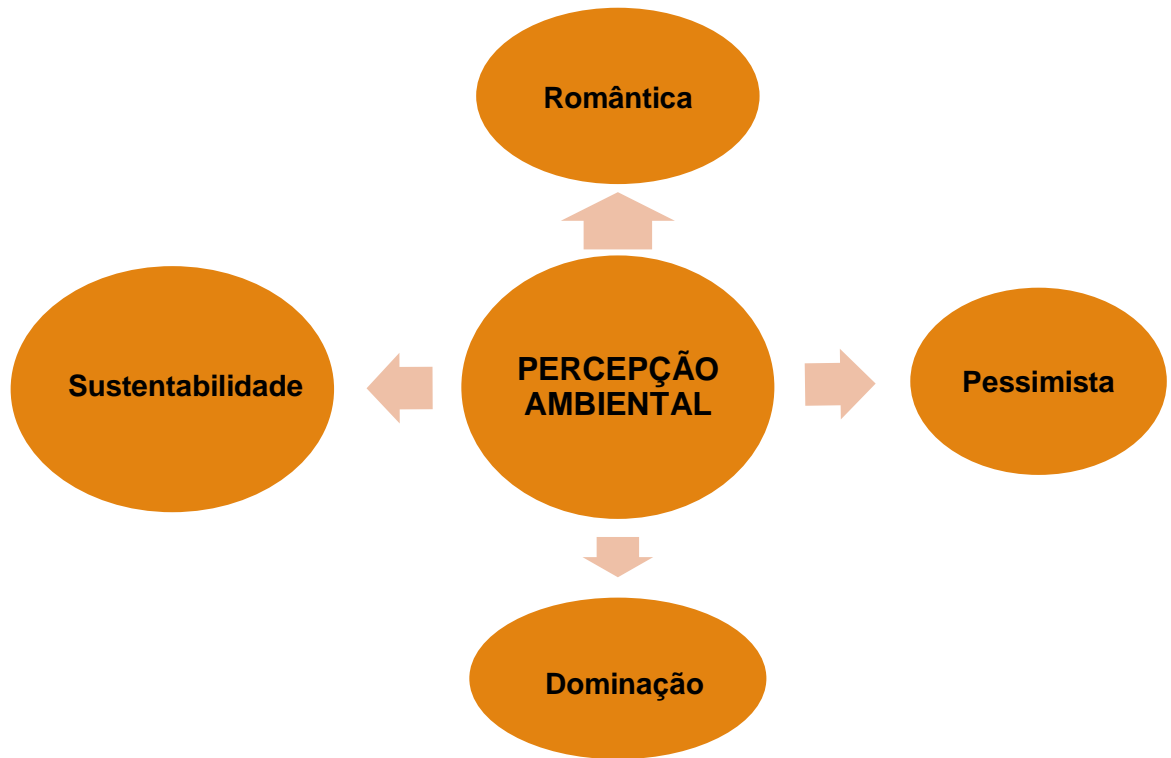 Romântica
Sustentabilidade
PERCEPÇÃO
AMBIENTAL
Pessimista
Dominação